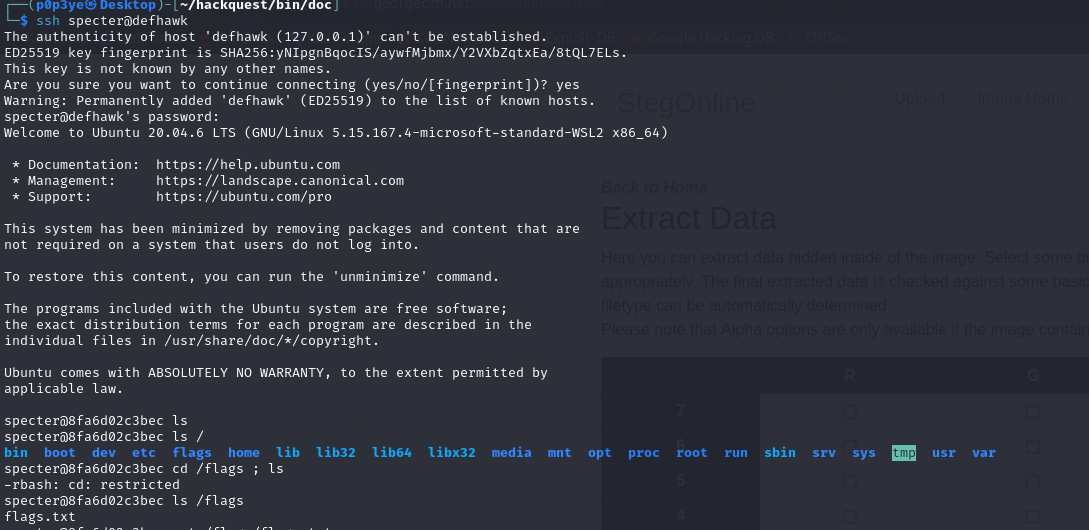 ┌──(p0p3ye㉿Desktop)-[~/hackquest/bin/doc]
└─$ ssh specter@defhawk
The authenticity of host 'defhawk (127.0.0.1)' can't be established.
ED25519 key fingerprint is SHA256:yNIpgnBqocIS/aywfMjbmx/Y2VXbZqtxEa/8tQL7ELs.
This key is not known by any other names.
Are you sure you want to continue connecting (yes/no/[fingerprint])? yes
Warning: Permanently added 'defhawk' (ED25519) to the list of known hosts.
specter@defhawk's password:
Welcome to Ubuntu 20.04.6 LTS (GNU/Linux 5.15.167.4-microsoft-standard-WSL2 x86_64)
* Documentation:  https://help.ubuntu.com
* Management:     https://landscape.canonical.com
* Support:        https://ubuntu.com/pro
This system has been minimized by removing packages and content that are
not required on a system that users do not log into.
To restore this content, you can run the 'unminimize' command.
The programs included with the Ubuntu system are free software;
the exact distribution terms for each program are described in the
individual files in /usr/share/doc/*/copyright.
Ubuntu comes with ABSOLUTELY NO WARRANTY, to the extent permitted by
applicable law.
specter@8fa6d02c3bec ls
specter@8fa6d02c3bec ls /
bin  boot  dev  etc  flags  home  lib  lib32  lib64  libx32  media  mnt  opt  proc  root  run  sbin  srv  sys  tmp  usr  var
specter@8fa6d02c3bec cd /flags ; ls
-rbash: cd: restricted
specter@8fa6d02c3bec ls /flags
flags.txt
Google Hacking DB
OffSec
StegOnline
Upload
Image Home
Back to Home
Extract Data
Here you can extract data hidden inside of the image. Select some
appropriately. The final extracted data is checked against some basic
filetype can be automatically determined.
Please note that Alpha options are only available if the image
R
G
7
6
5
4